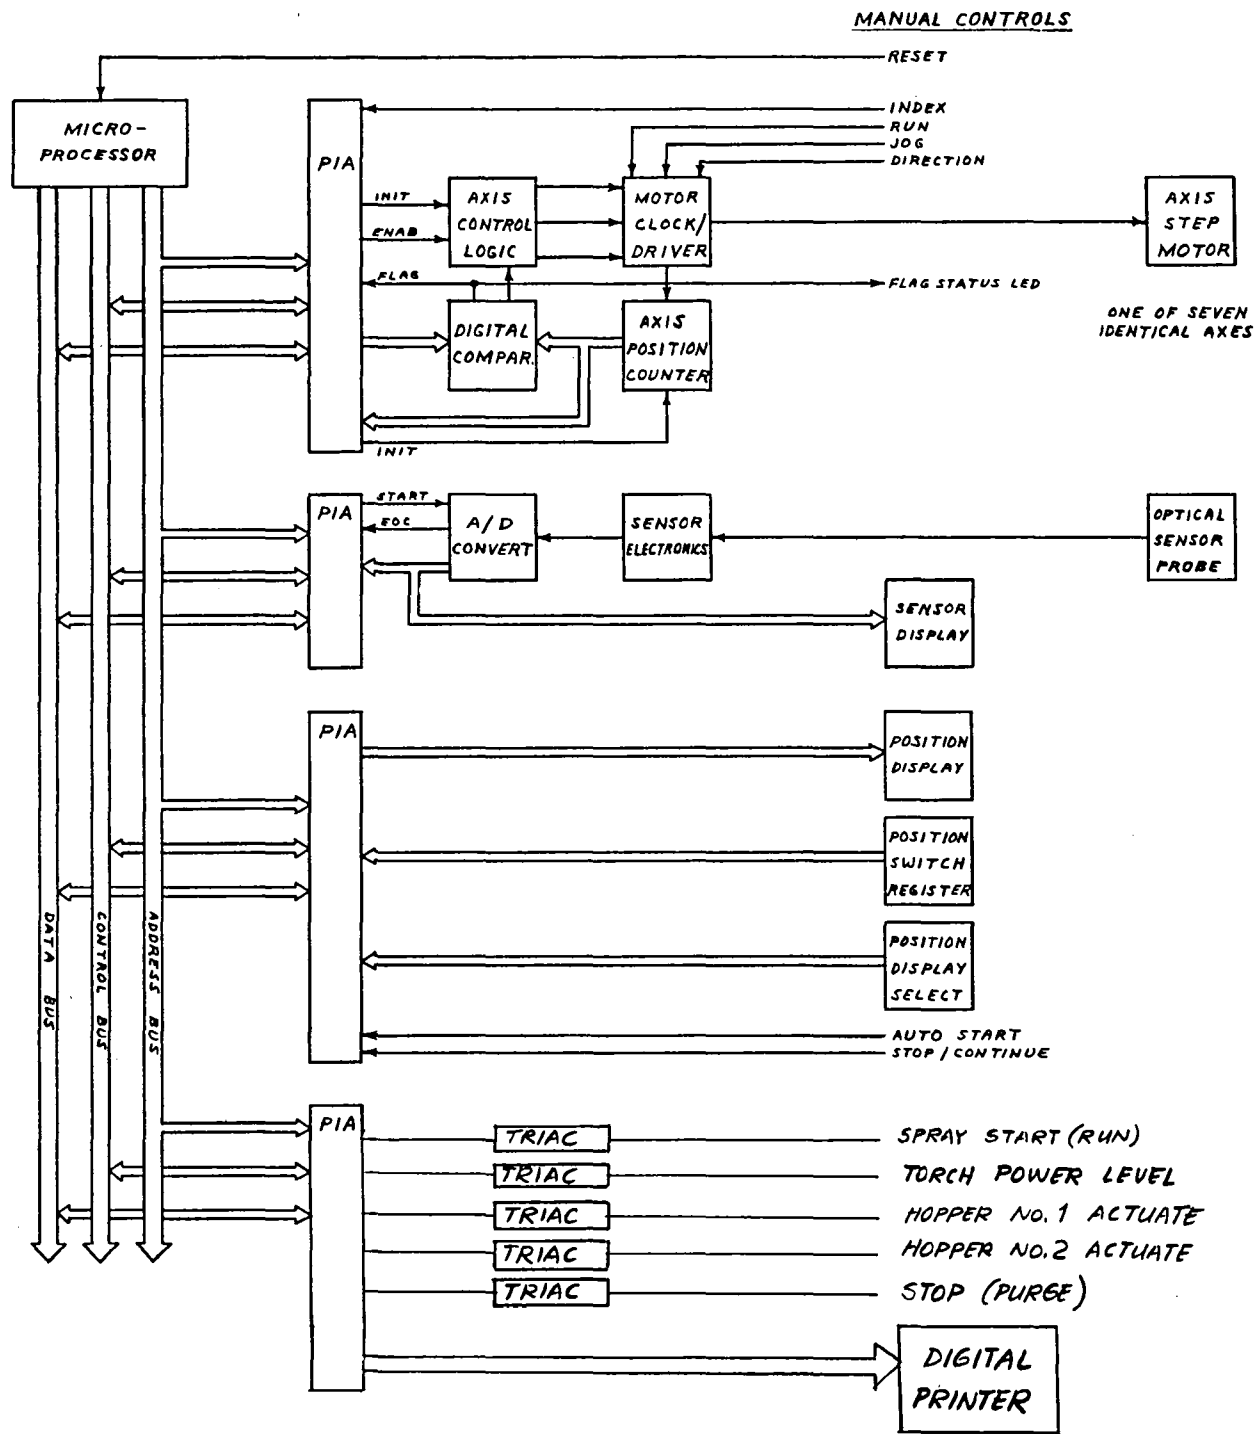 MANUAL CONTROLS
RESET
MICRO-
PROCESSOR
PIA
INDEX
RUN
JOG
DIRECTION
INIT
ENAB
FLAG
AXIS
CONTROL
LOGIC
MOTOR
CLOCK/
DRIVER
AXIS
STEP
MOTOR
FLAG STATUS LED
DIGITAL
COMPAR.
AXIS
POSITION
COUNTER
ONE OF SEVEN
IDENTICAL AXES
INIT
PIA
START
EOC
A/D
CONVERT
SENSOR
ELECTRONICS
OPTICAL
SENSOR
PROBE
SENSOR
DISPLAY
PIA
POSITION
DISPLAY
POSITION
SWITCH
REGISTER
POSITION
DISPLAY
SELECT
AUTO START
STOP/CONTINUE
DATA BUS
CONTROL BUS
ADDRESS BUS
PIA
TRIAC
SPRAY START (RUN)
TRIAC
TORCH POWER LEVEL
TRIAC
HOPPER NO. 1 ACTUATE
TRIAC
HOPPER NO. 2 ACTUATE
TRIAC
STOP (PURGE)
DIGITAL
PRINTER